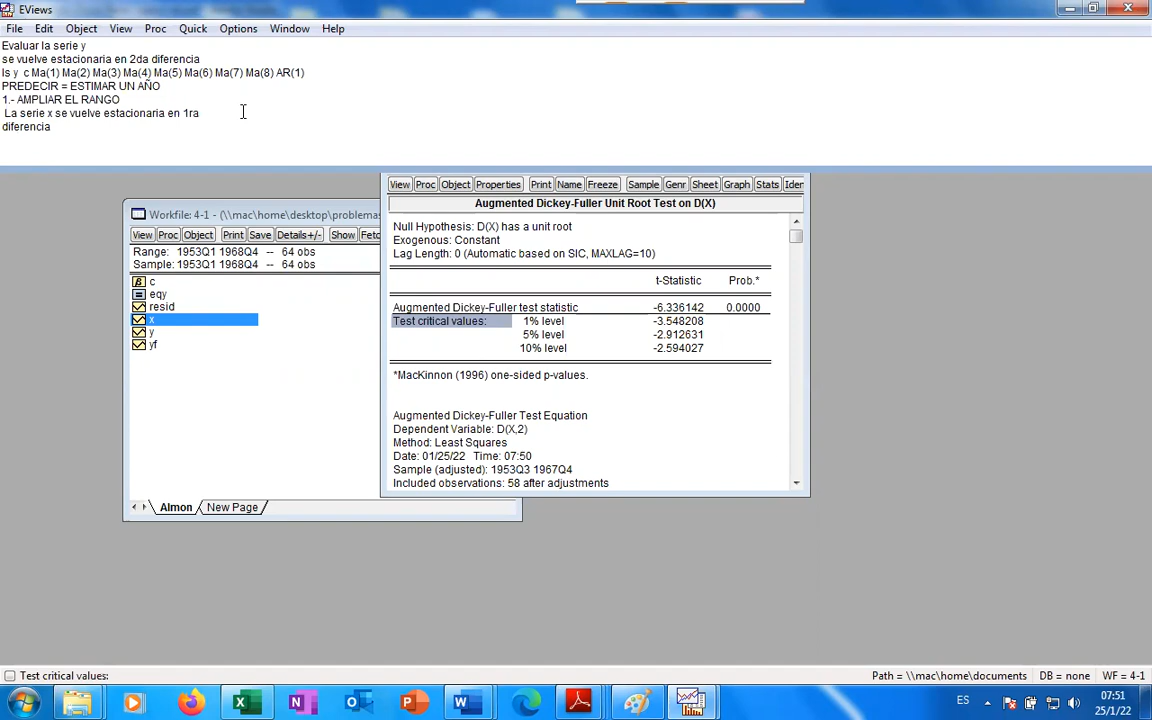 EViews
File Edit Object View Proc Quick Options Window Help
Evaluar la serie y
se vuelve estacionaria en 2da diferencia
ls y c Ma(1) Ma(2) Ma(3) Ma(4) Ma(5) Ma(6) Ma(7) Ma(8) AR(1)
PREDECIR = ESTIMAR UN AÑO
1.- AMPLIAR EL RANGO
La serie x se vuelve estacionaria en 1ra
diferencia
Workfile: 4-1 - (\\mac\home\desktop\problemas
View Proc Object Print Save Details+/- Show Fetc
Range: 1953Q1 1968Q4 -- 64 obs
Sample: 1953Q1 1968Q4 -- 64 obs
c
eqy
resid
x
y
yf
Almon New Page
View Proc Object Properties Print Name Freeze Sample Genr Sheet Graph Stats Iden
Augmented Dickey-Fuller Unit Root Test on D(X)
Null Hypothesis: D(X) has a unit root
Exogenous: Constant
Lag Length: 0 (Automatic based on SIC, MAXLAG=10)
t-Statistic Prob.*
Augmented Dickey-Fuller test statistic -6.336142 0.0000
Test critical values: 1% level -3.548208
5% level -2.912631
10% level -2.594027
*MacKinnon (1996) one-sided p-values.
Augmented Dickey-Fuller Test Equation
Dependent Variable: D(X,2)
Method: Least Squares
Date: 01/25/22 Time: 07:50
Sample (adjusted): 1953Q3 1967Q4
Included observations: 58 after adjustments
Test critical values: Path = \\mac\home\documents DB = none WF = 4-1
ES 07:51
25/1/22